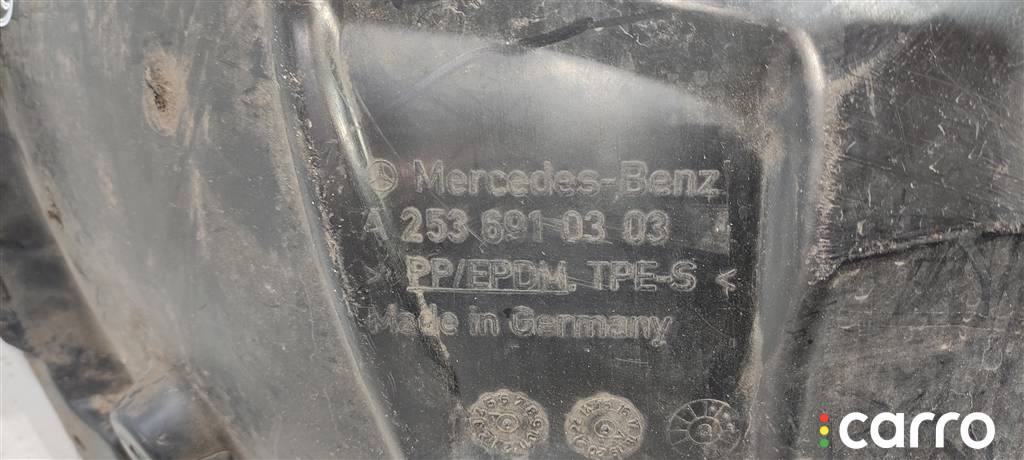 Mercedes-Benz
A 253 691 03 03
> PP/EPDM, TPE-S <
Made in Germany
carro